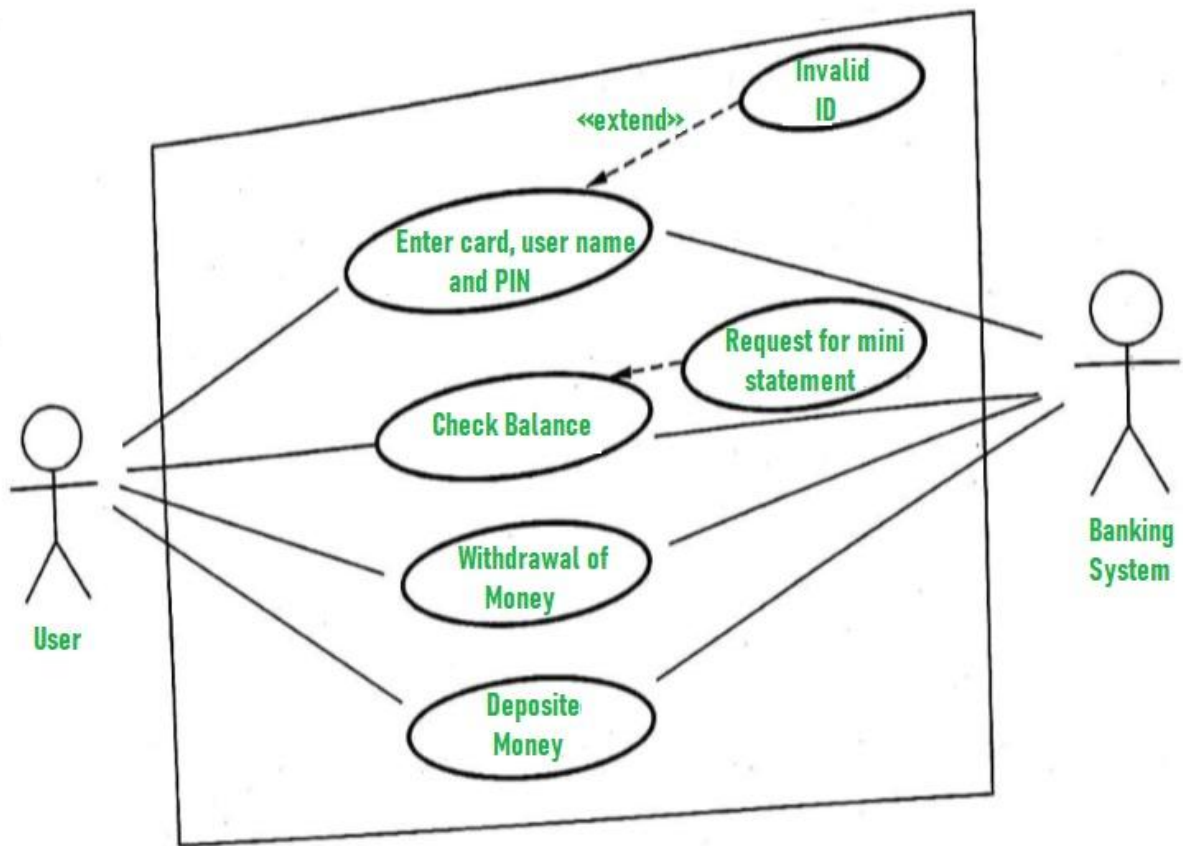 Invalid
ID
«extend»
Enter card, user name
and PIN
Request for mini
statement
Check Balance
Withdrawal of
Money
Deposite
Money
User
Banking
System